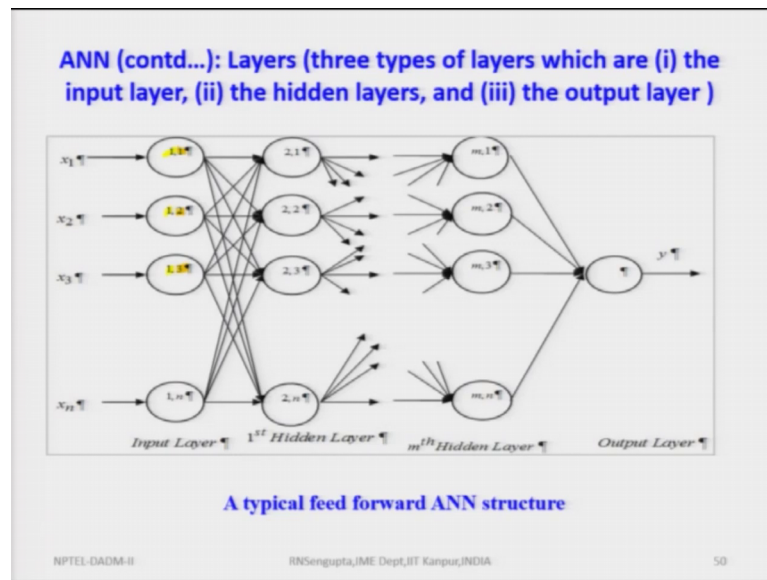 ANN (contd...): Layers (three types of layers which are (i) the
input layer, (ii) the hidden layers, and (iii) the output layer )
x1¶ 1,1¶ 2,1¶ m,1¶
x2¶ 1,2¶ 2,2¶ m,2¶
x3¶ 1,3¶ 2,3¶ m,3¶ ¶ y¶
xn¶ 1,n¶ 2,n¶ m,n¶
Input Layer¶ 1st Hidden Layer¶ mth Hidden Layer¶ Output Layer¶
A typical feed forward ANN structure
NPTEL-DADM-II RNSengupta,IME Dept,IIT Kanpur,INDIA 50